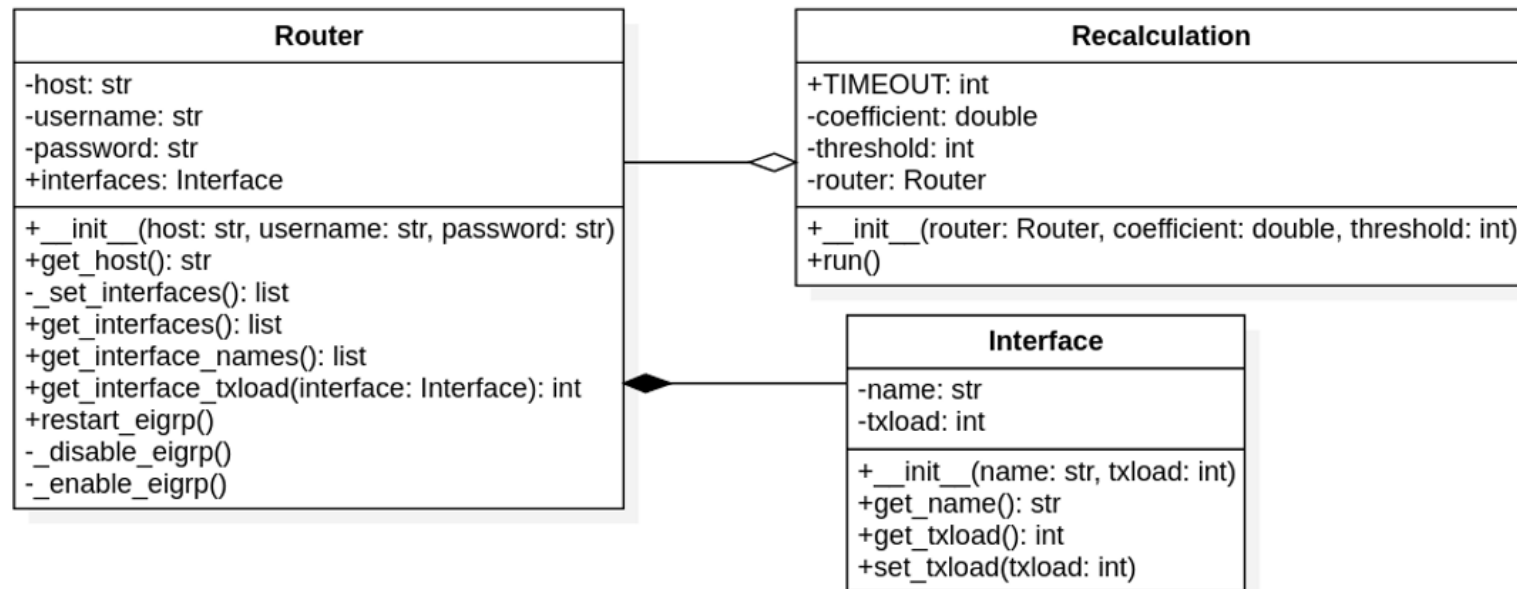 Router
-host: str
-username: str
-password: str
+interfaces: Interface
+__init__(host: str, username: str, password: str)
+get_host(): str
-_set_interfaces(): list
+get_interfaces(): list
+get_interface_names(): list
+get_interface_txload(interface: Interface): int
+restart_eigrp()
-_disable_eigrp()
-_enable_eigrp()
Recalculation
+TIMEOUT: int
-coefficient: double
-threshold: int
-router: Router
+__init__(router: Router, coefficient: double, threshold: int)
+run()
Interface
-name: str
-txload: int
+__init__(name: str, txload: int)
+get_name(): str
+get_txload(): int
+set_txload(txload: int)